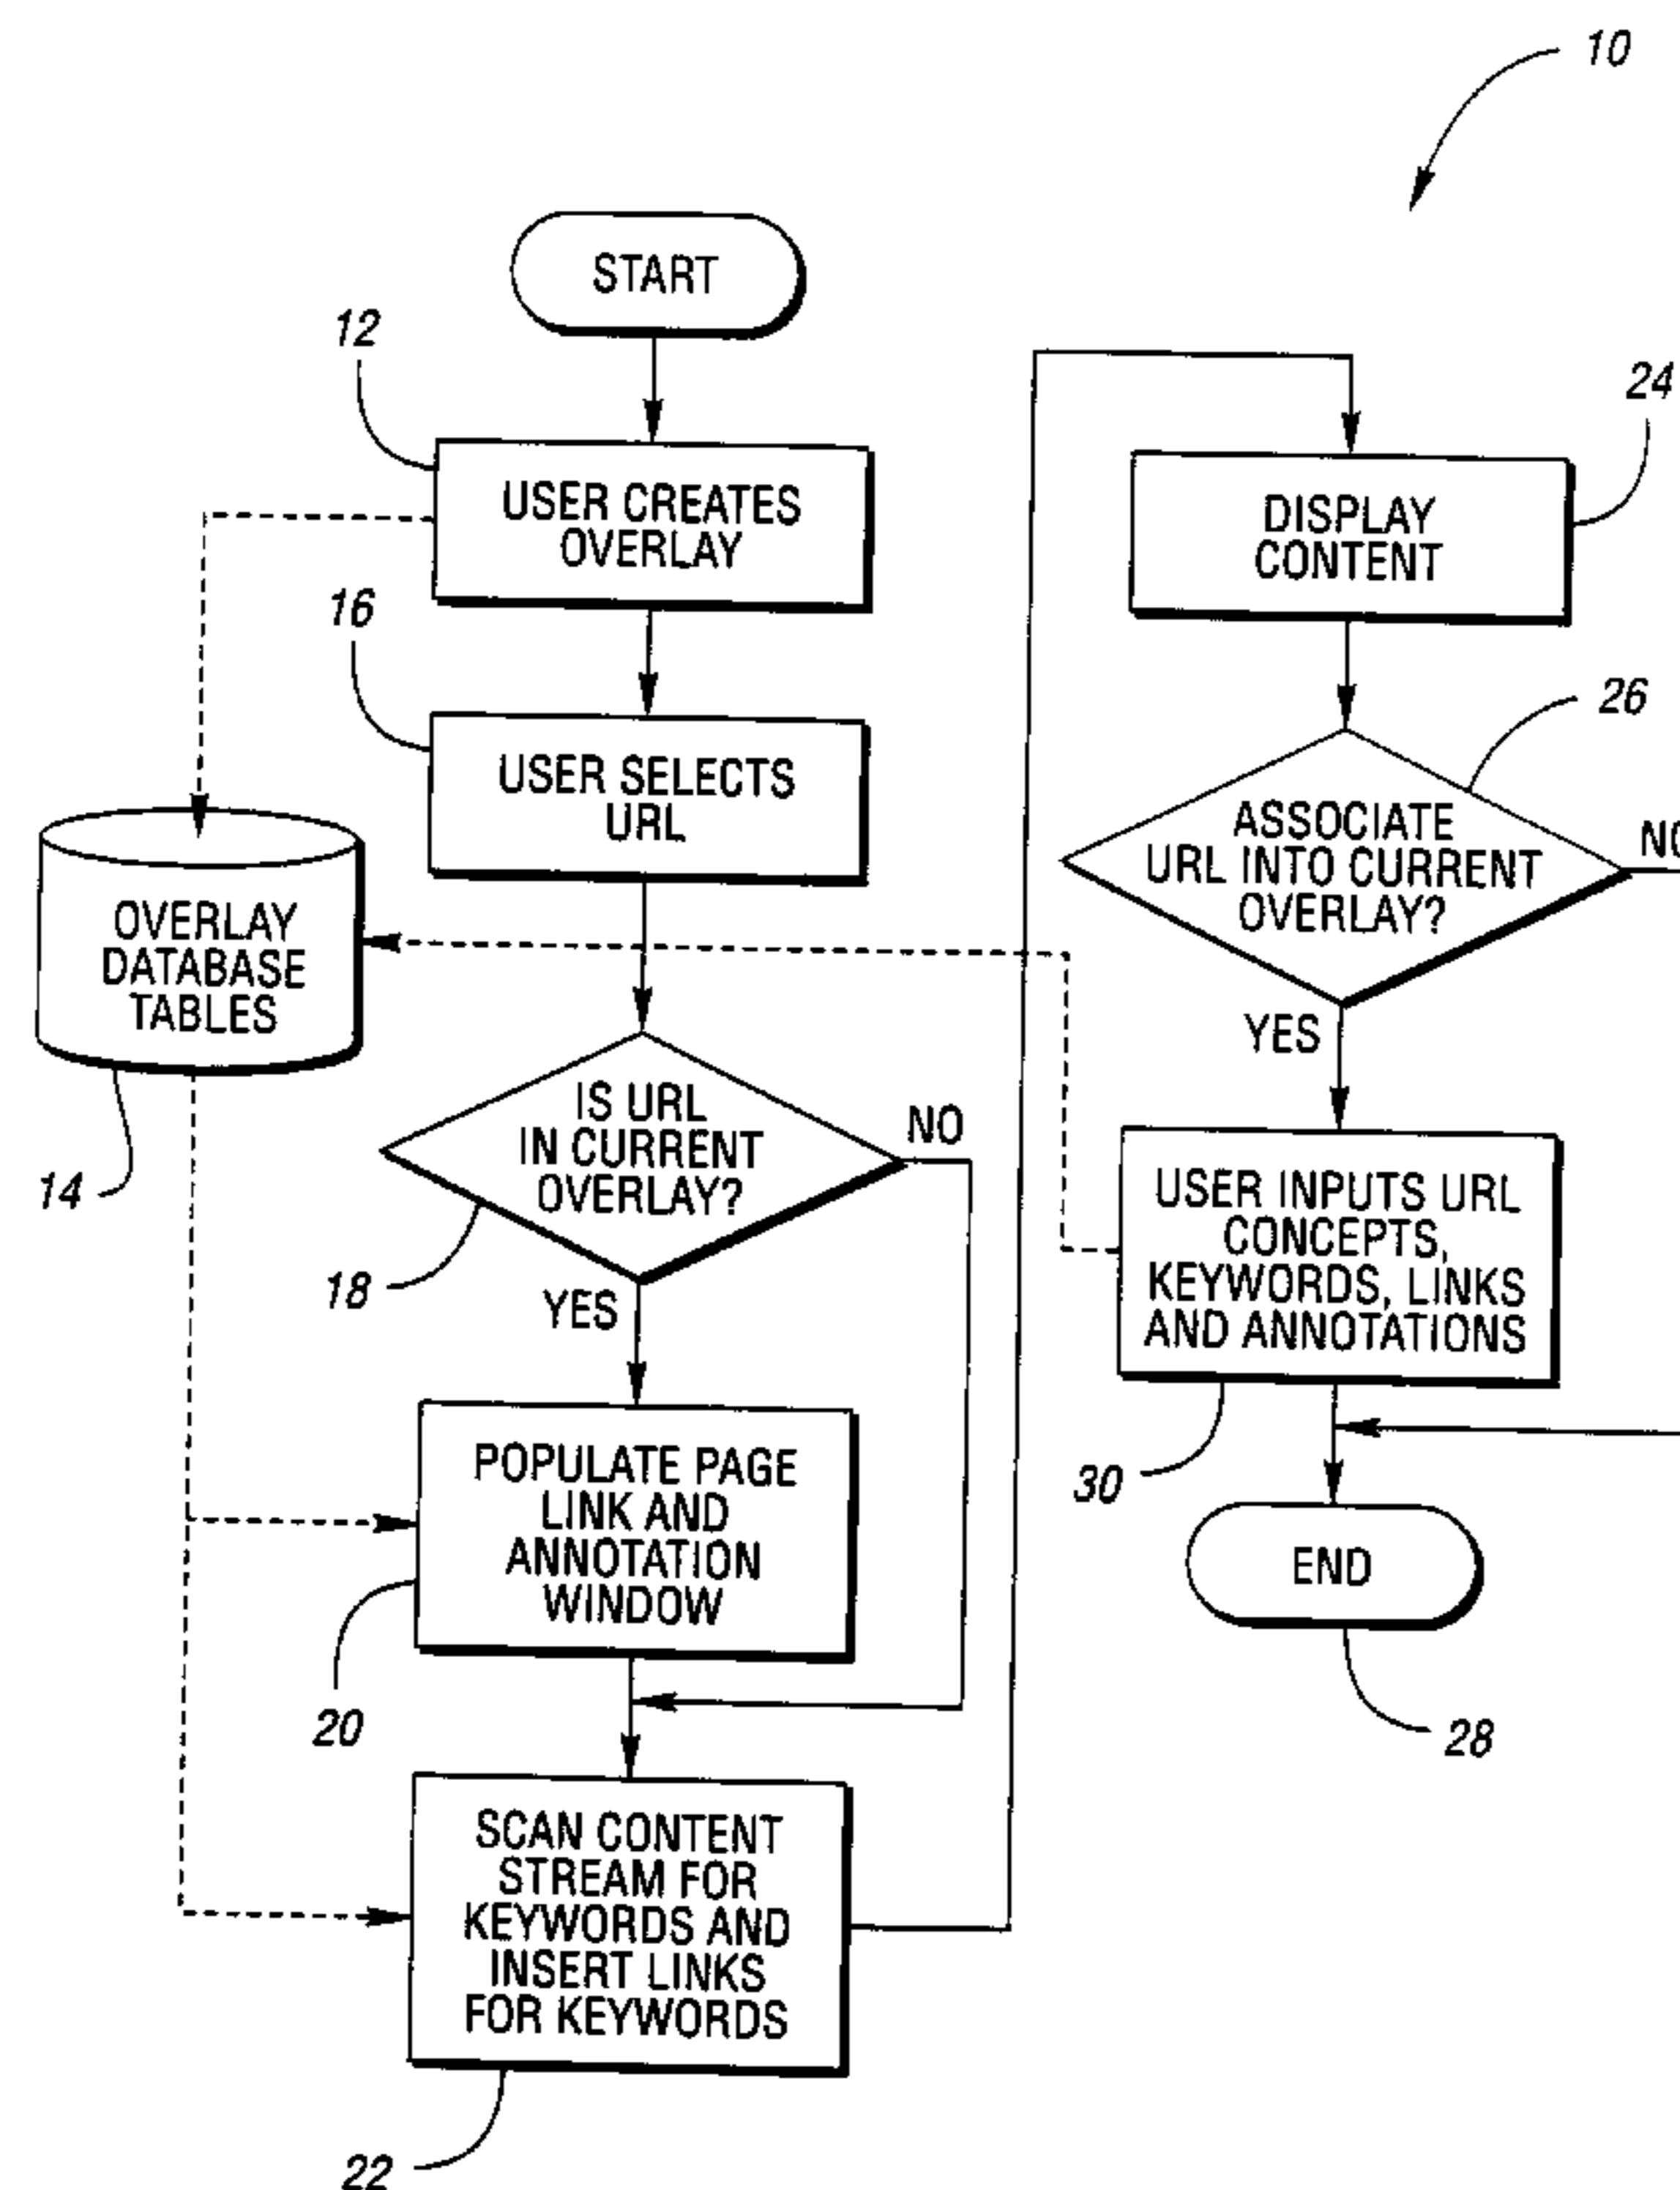 10
START
12
USER CREATES
OVERLAY
16
USER SELECTS
URL
OVERLAY
DATABASE
TABLES
14
IS URL
IN CURRENT
OVERLAY?
NO
18
YES
POPULATE PAGE
LINK AND
ANNOTATION
WINDOW
20
SCAN CONTENT
STREAM FOR
KEYWORDS AND
INSERT LINKS
FOR KEYWORDS
22
24
DISPLAY
CONTENT
26
ASSOCIATE
URL INTO CURRENT
OVERLAY?
NO
YES
USER INPUTS URL
CONCEPTS,
KEYWORDS, LINKS
AND ANNOTATIONS
30
END
28